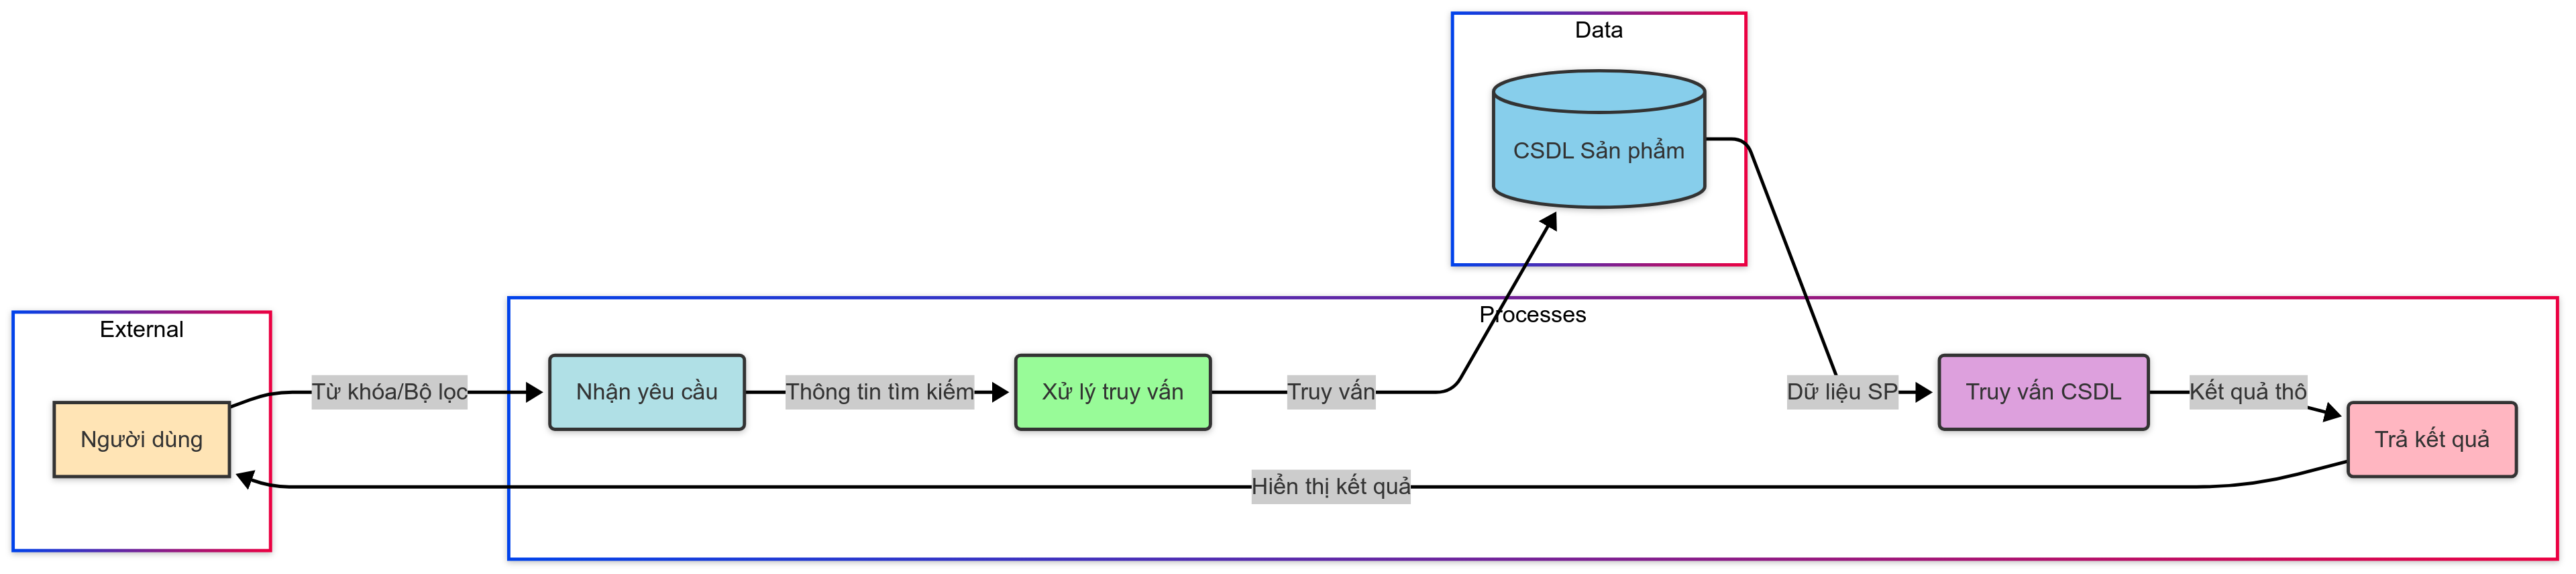 Data
CSDL Sản phẩm
External
Processes
Từ khóa/Bộ lọc
Nhận yêu cầu
Thông tin tìm kiếm
Xử lý truy vấn
Truy vấn
Dữ liệu SP
Truy vấn CSDL
Kết quả thô
Người dùng
Trả kết quả
Hiển thị kết quả